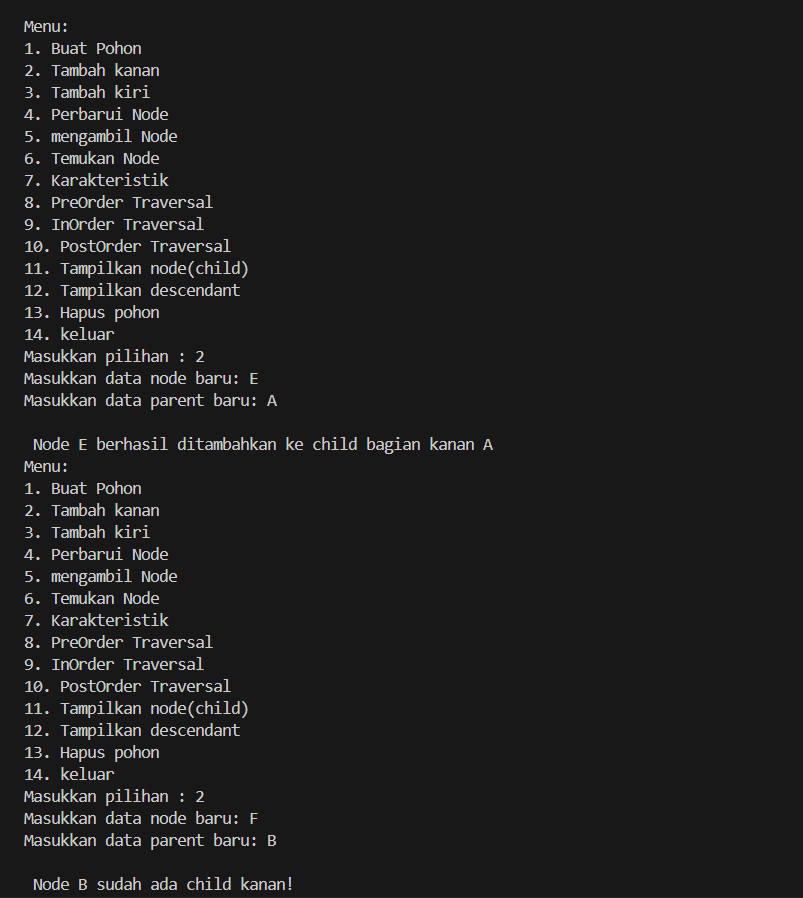 Menu:
1. Buat Pohon
2. Tambah kanan
3. Tambah kiri
4. Perbarui Node
5. mengambil Node
6. Temukan Node
7. Karakteristik
8. PreOrder Traversal
9. InOrder Traversal
10. PostOrder Traversal
11. Tampilkan node(child)
12. Tampilkan descendant
13. Hapus pohon
14. keluar
Masukkan pilihan : 2
Masukkan data node baru: E
Masukkan data parent baru: A
Node E berhasil ditambahkan ke child bagian kanan A
Menu:
1. Buat Pohon
2. Tambah kanan
3. Tambah kiri
4. Perbarui Node
5. mengambil Node
6. Temukan Node
7. Karakteristik
8. PreOrder Traversal
9. InOrder Traversal
10. PostOrder Traversal
11. Tampilkan node(child)
12. Tampilkan descendant
13. Hapus pohon
14. keluar
Masukkan pilihan : 2
Masukkan data node baru: F
Masukkan data parent baru: B
Node B sudah ada child kanan!